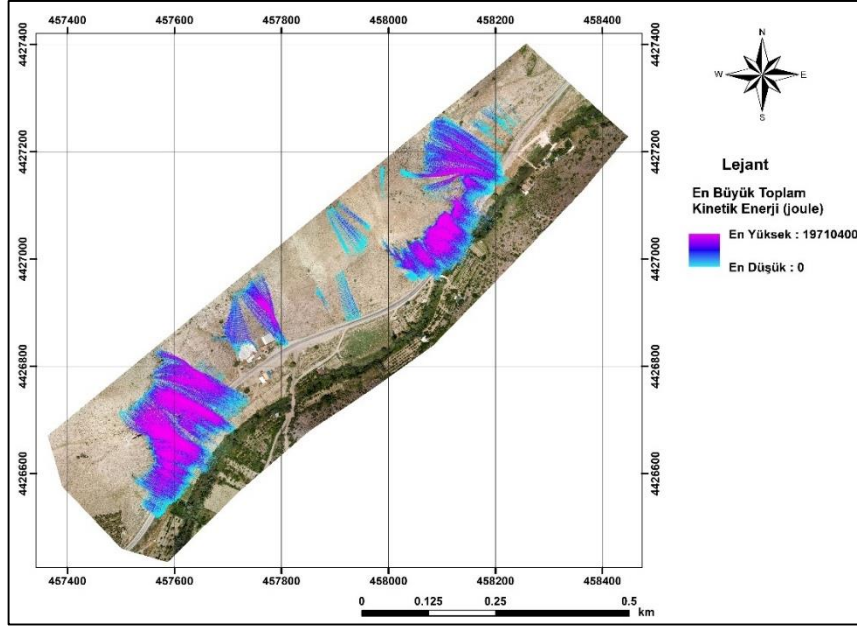 457400 457600 457800 458000 458200 458400
4427400 4427400
4427200 4427200
4427000 4427000
4426800 4426800
4426600 4426600
457400 457600 457800 458000 458200 458400
N
W E
S
Lejant
En Büyük Toplam
Kinetik Enerji (joule)
En Yüksek : 19710400
En Düşük : 0
0 0.125 0.25 0.5
km